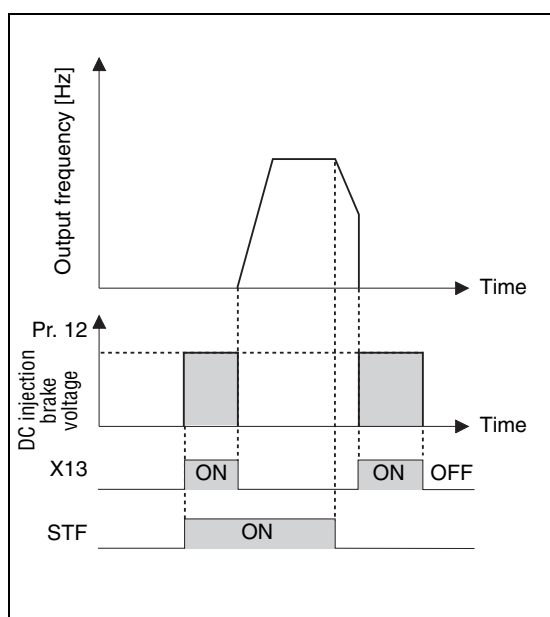 Output frequency [Hz]
Time
Pr. 12
DC injection
brake
voltage
Time
X13
ON
ON
OFF
STF
ON